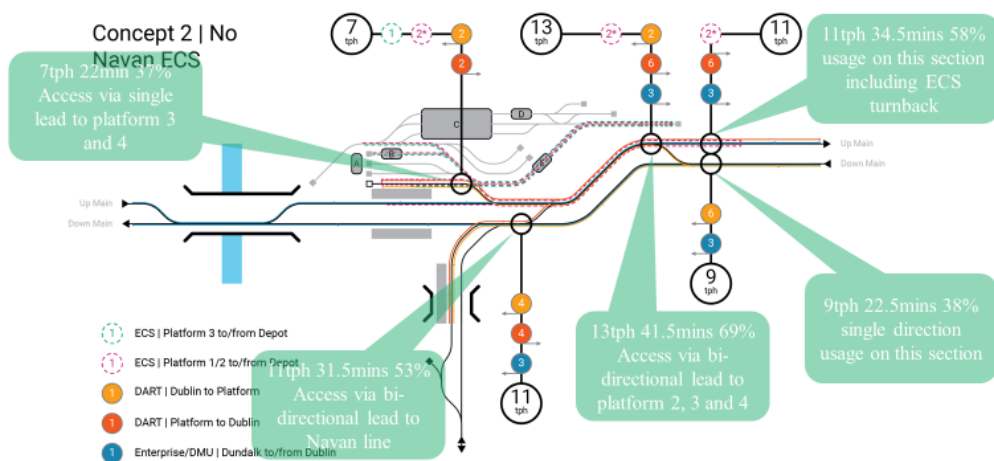 Concept 2 | No
Navan ECS
7tph 22min 37%
Access via single
lead to platform 3
and 4
7
tph
1
2*
2
2
13
tph
2*
2
6
3
2*
11
tph
6
3
11tph 34.5mins 58%
usage on this section
including ECS
turnback
A
B
C
D
E
Up Main
Down Main
Up Main
Down Main
6
3
9
tph
4
4
3
11
tph
9tph 22.5mins 38%
single direction
usage on this section
13tph 41.5mins 69%
Access via bi-
directional lead to
platform 2, 3 and 4
11tph 31.5mins 53%
Access via bi-
directional lead to
Navan line
1 ECS | Platform 3 to/from Depot
1 ECS | Platform 1/2 to/from Depot
1 DART | Dublin to Platform
1 DART | Platform to Dublin
1 Enterprise/DMU | Dundalk to/from Dublin